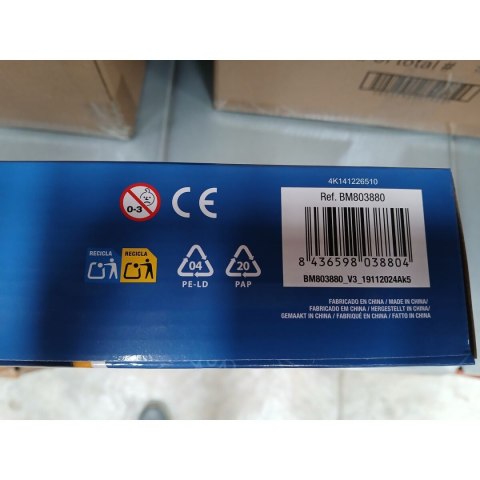 4K141226510
Ref. BM803880
0-3
CE
RECICLA
RECICLA
04
PE-LD
20
PAP
8 436598 038804
BM803880_V3_19112024Ak5
FABRICADO EN CHINA / MADE IN CHINA/
FABRICADO EM CHINA / HERGESTELLT IN CHINA/
GEMAAKT IN CHINA / FABRIQUÉ EN CHINA / FATTO IN CHINA